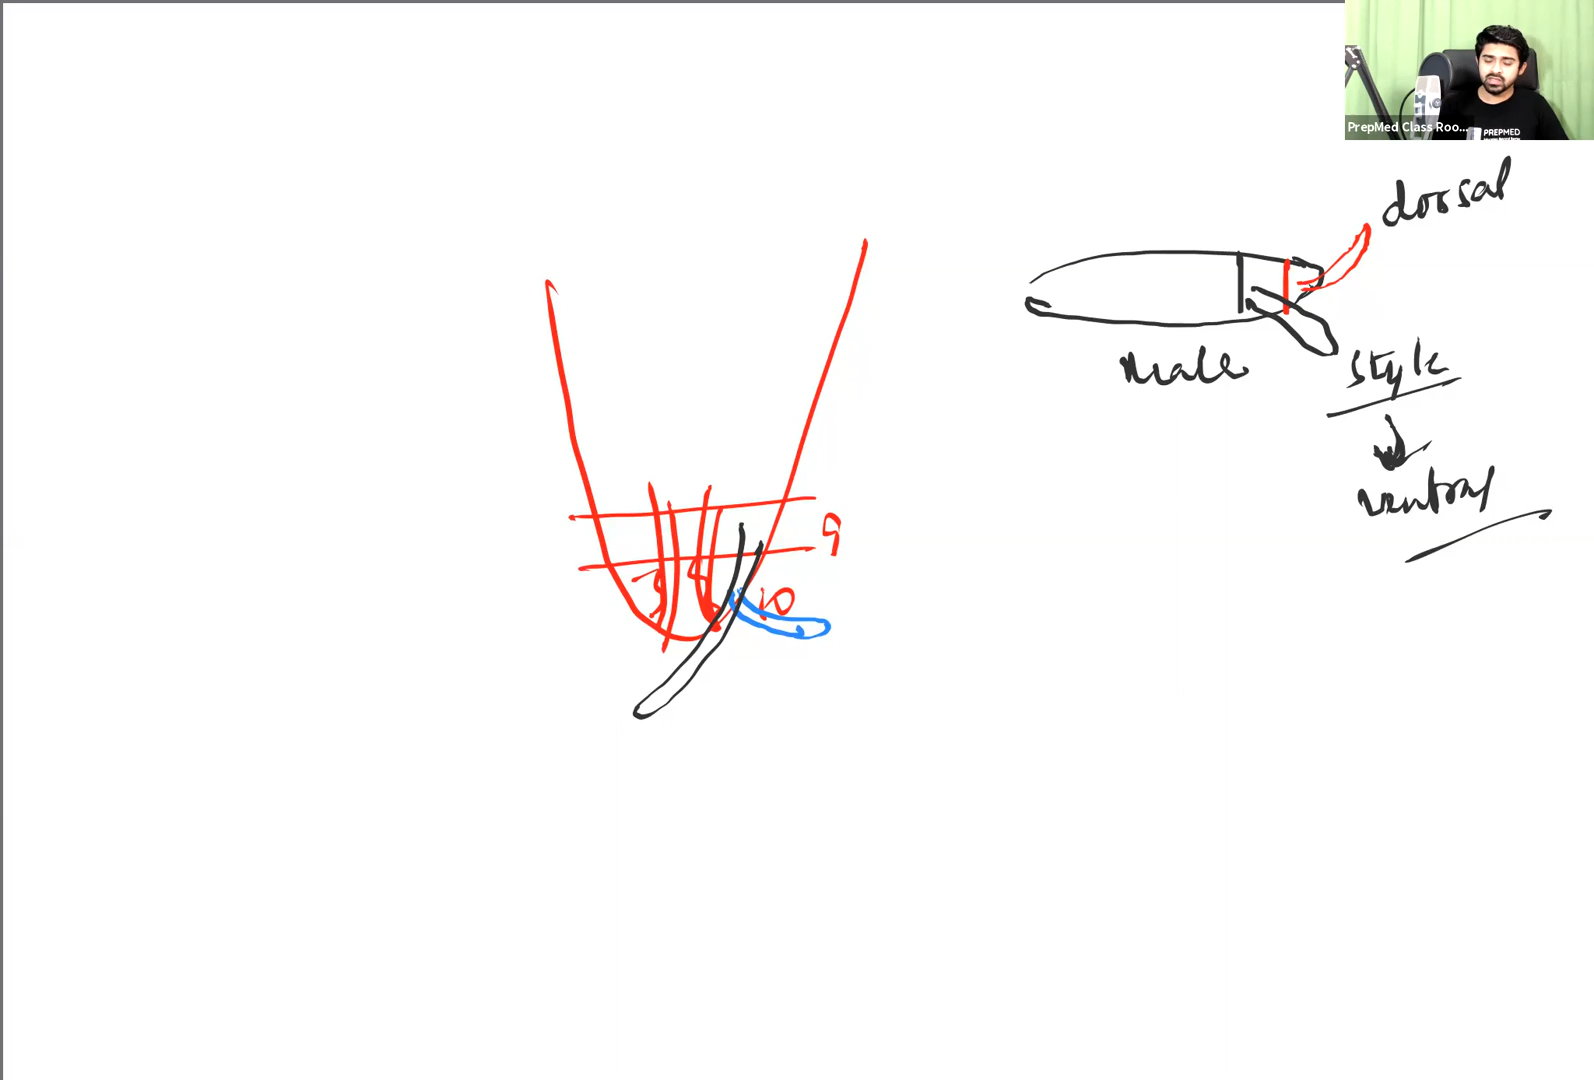 PrepMed Class Roo...
PREPMED
dorsal
male
style
ventral
9
10